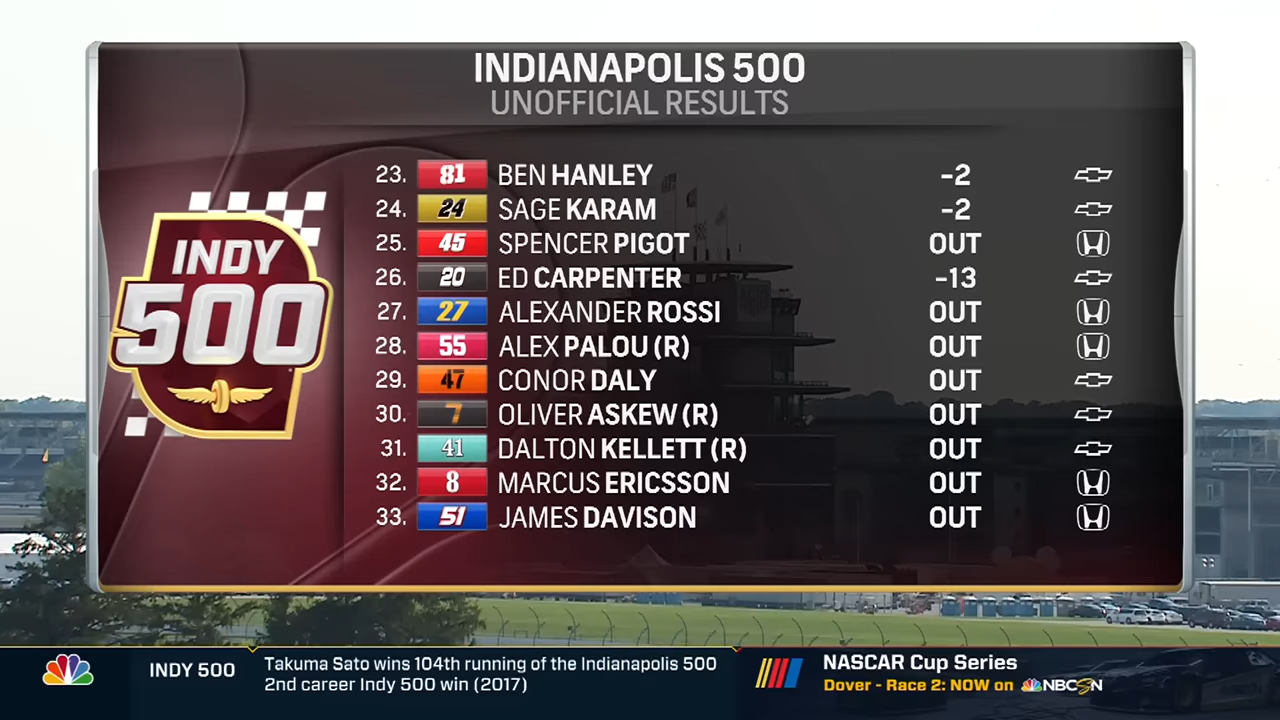 INDIANAPOLIS 500
UNOFFICIAL RESULTS
INDY
500
23. 81 BEN HANLEY -2
24. 24 SAGE KARAM -2
25. 45 SPENCER PIGOT OUT
26. 20 ED CARPENTER -13
27. 27 ALEXANDER ROSSI OUT
28. 55 ALEX PALOU (R) OUT
29. 47 CONOR DALY OUT
30. 7 OLIVER ASKEW (R) OUT
31. 41 DALTON KELLETT (R) OUT
32. 8 MARCUS ERICSSON OUT
33. 51 JAMES DAVISON OUT
INDY 500
Takuma Sato wins 104th running of the Indianapolis 500
2nd career Indy 500 win (2017)
NASCAR Cup Series
Dover - Race 2: NOW on NBCSN